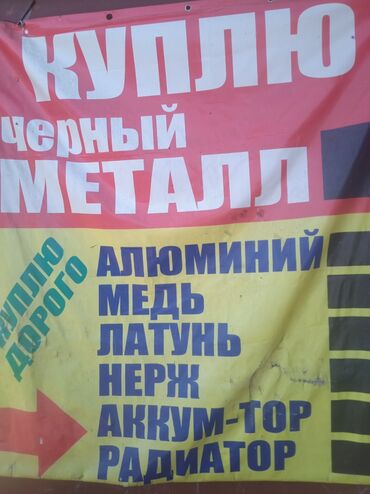 КУПЛЮ
черный
МЕТАЛЛ
КУПЛЮ
ДОРОГО
АЛЮМИНИЙ
МЕДЬ
ЛАТУНЬ
НЕРЖ
АККУМ-ТОР
РАДИАТОР